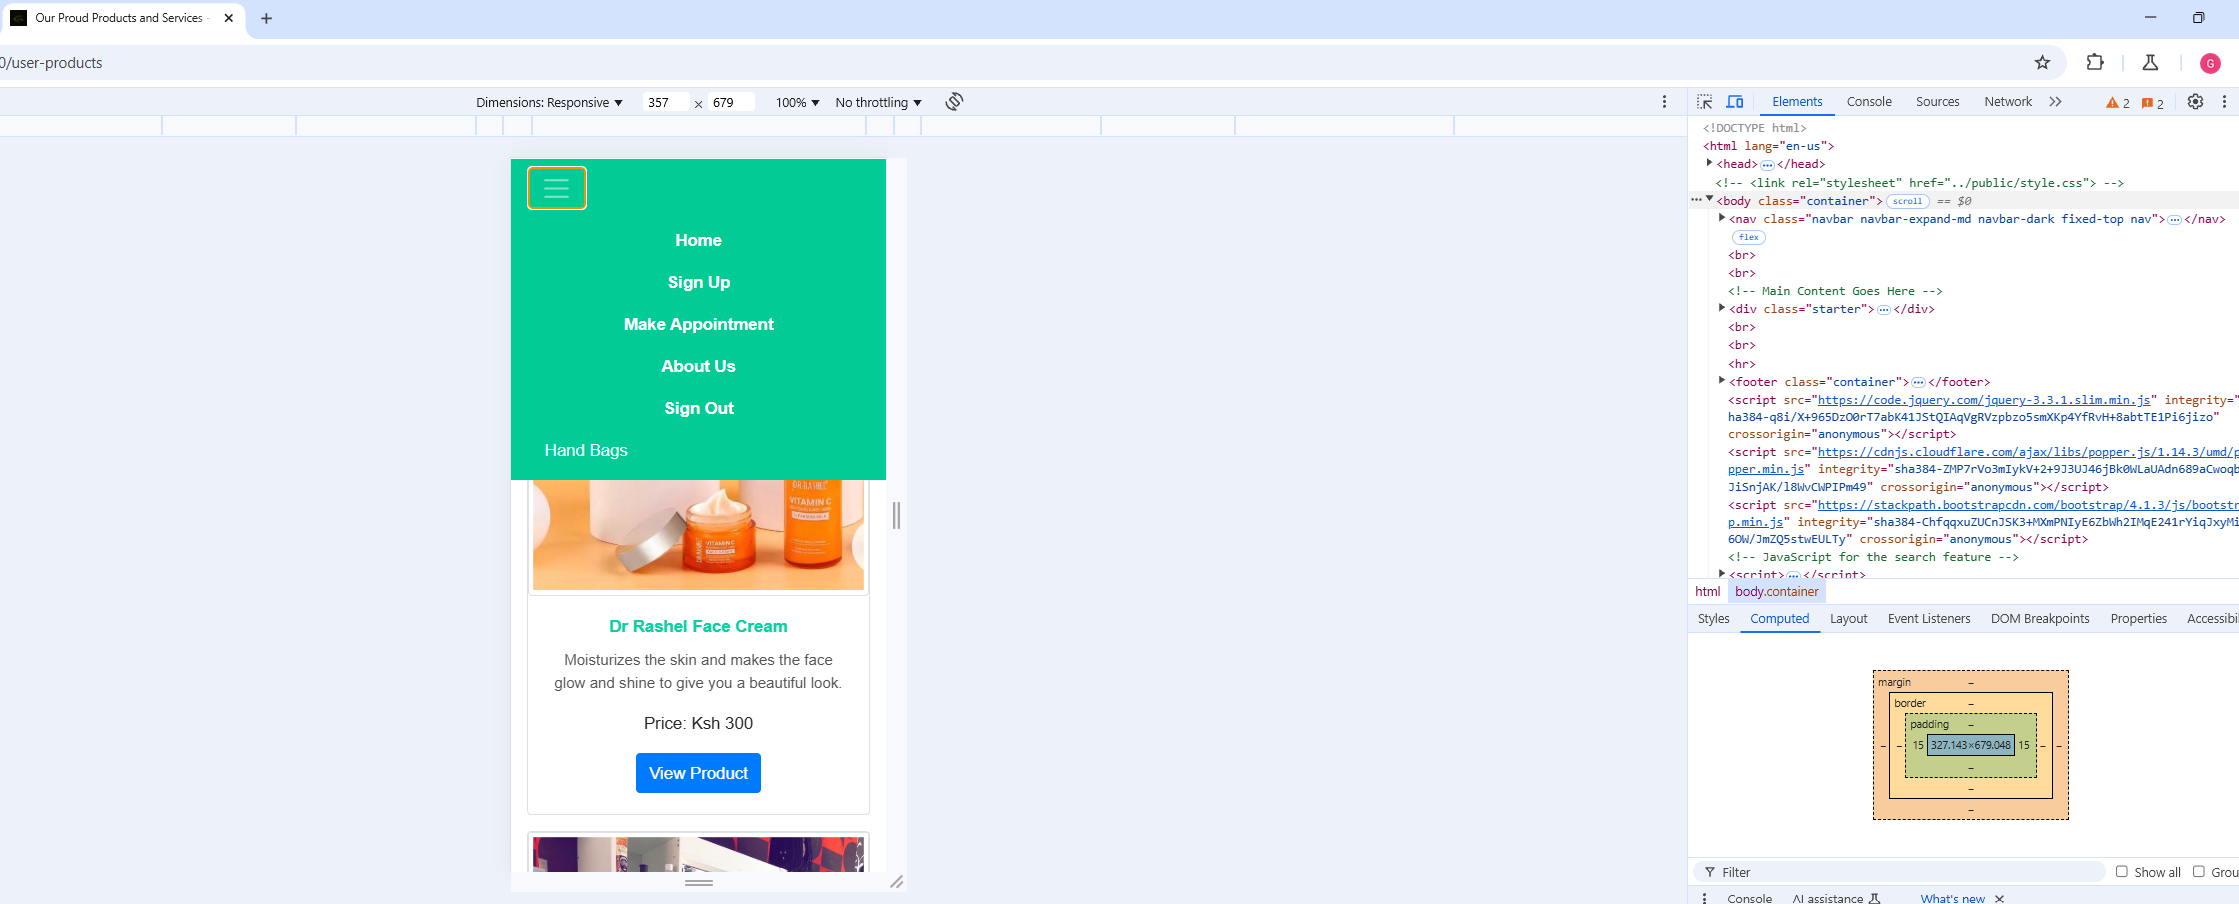 Our Proud Products and Services
0/user-products
G
Dimensions: Responsive 357 × 679 100% No throttling
Elements Console Sources Network 2 2
Home
Sign Up
Make Appointment
About Us
Sign Out
Hand Bags
VITAMIN C
VITAMIN C
Dr Rashel Face Cream
Moisturizes the skin and makes the face
glow and shine to give you a beautiful look.
Price: Ksh 300
View Product
<!DOCTYPE html>
<html lang="en-us">
<head> ··· </head>
<!-- <link rel="stylesheet" href="../public/style.css"> -->
··· <body class="container"> scroll == $0
<nav class="navbar navbar-expand-md navbar-dark fixed-top nav"> ··· </nav>
flex
<br>
<br>
<!-- Main Content Goes Here -->
<div class="starter"> ··· </div>
<br>
<br>
<hr>
<footer class="container"> ··· </footer>
<script src="https://code.jquery.com/jquery-3.3.1.slim.min.js" integrity="
ha384-q8i/X+965DzO0rT7abK41JStQIAqVgRVzpbzo5smXKp4YfRvH+8abtTE1Pi6jizo"
crossorigin="anonymous"></script>
<script src="https://cdnjs.cloudflare.com/ajax/libs/popper.js/1.14.3/umd/p
pper.min.js" integrity="sha384-ZMP7rVo3mIykV+2+9J3UJ46jBk0WLaUAdn689aCwoqb
JiSnjAK/l8WvCWPIPm49" crossorigin="anonymous"></script>
<script src="https://stackpath.bootstrapcdn.com/bootstrap/4.1.3/js/bootstr
p.min.js" integrity="sha384-ChfqqxuZUCnJSK3+MXmPNIyE6ZbWh2IMqE241rYiqJxyMi
6OW/JmZQ5stwEULTy" crossorigin="anonymous"></script>
<!-- JavaScript for the search feature -->
<script> ··· </script>
html body.container
Styles Computed Layout Event Listeners DOM Breakpoints Properties Accessibi
margin –
border –
padding –
– – 15 327.143×679.048 15 – –
–
–
–
Filter Show all Grou
Console AI assistance What's new